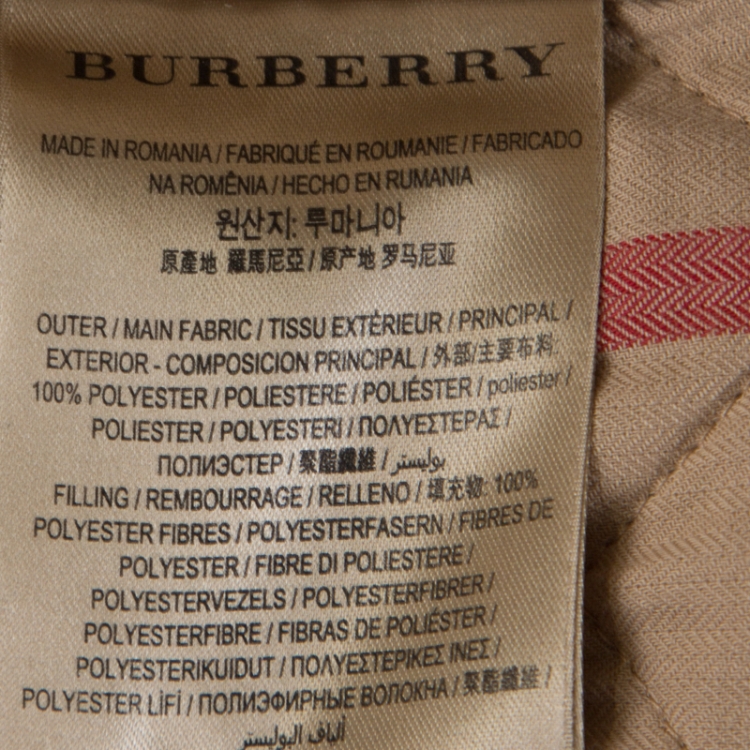 BURBERRY
MADE IN ROMANIA / FABRIQUÉ EN ROUMANIE / FABRICADO
NA ROMÊNIA / HECHO EN RUMANIA
원산지: 루마니아
原產地 羅馬尼亞 / 原产地 罗马尼亚
OUTER / MAIN FABRIC / TISSU EXTÉRIEUR / PRINCIPAL /
EXTERIOR - COMPOSICION PRINCIPAL / 外部/主要布料
100% POLYESTER / POLIESTERE / POLIÉSTER / poliester /
POLIESTER / POLYESTERI / ΠΟΛΥΕΣΤΕΡΑΣ /
ПОЛИЭСТЕР / 聚酯纖維 / بوليستر
FILLING / REMBOURRAGE / RELLENO / 填充物: 100%
POLYESTER FIBRES / POLYESTERFASERN / FIBRES DE
POLYESTER / FIBRE DI POLIESTERE /
POLYESTERVEZELS / POLYESTERFIBRER /
POLYESTERFIBRE / FIBRAS DE POLIÉSTER /
POLYESTERIKUIDUT / ΠΟΛΥΕΣΤΕΡΙΚΕΣ ΙΝΕΣ /
POLYESTER LİFİ / ПОЛИЭФИРНЫЕ ВОЛОКНА / 聚酯纖維 /
ألياف البوليستر